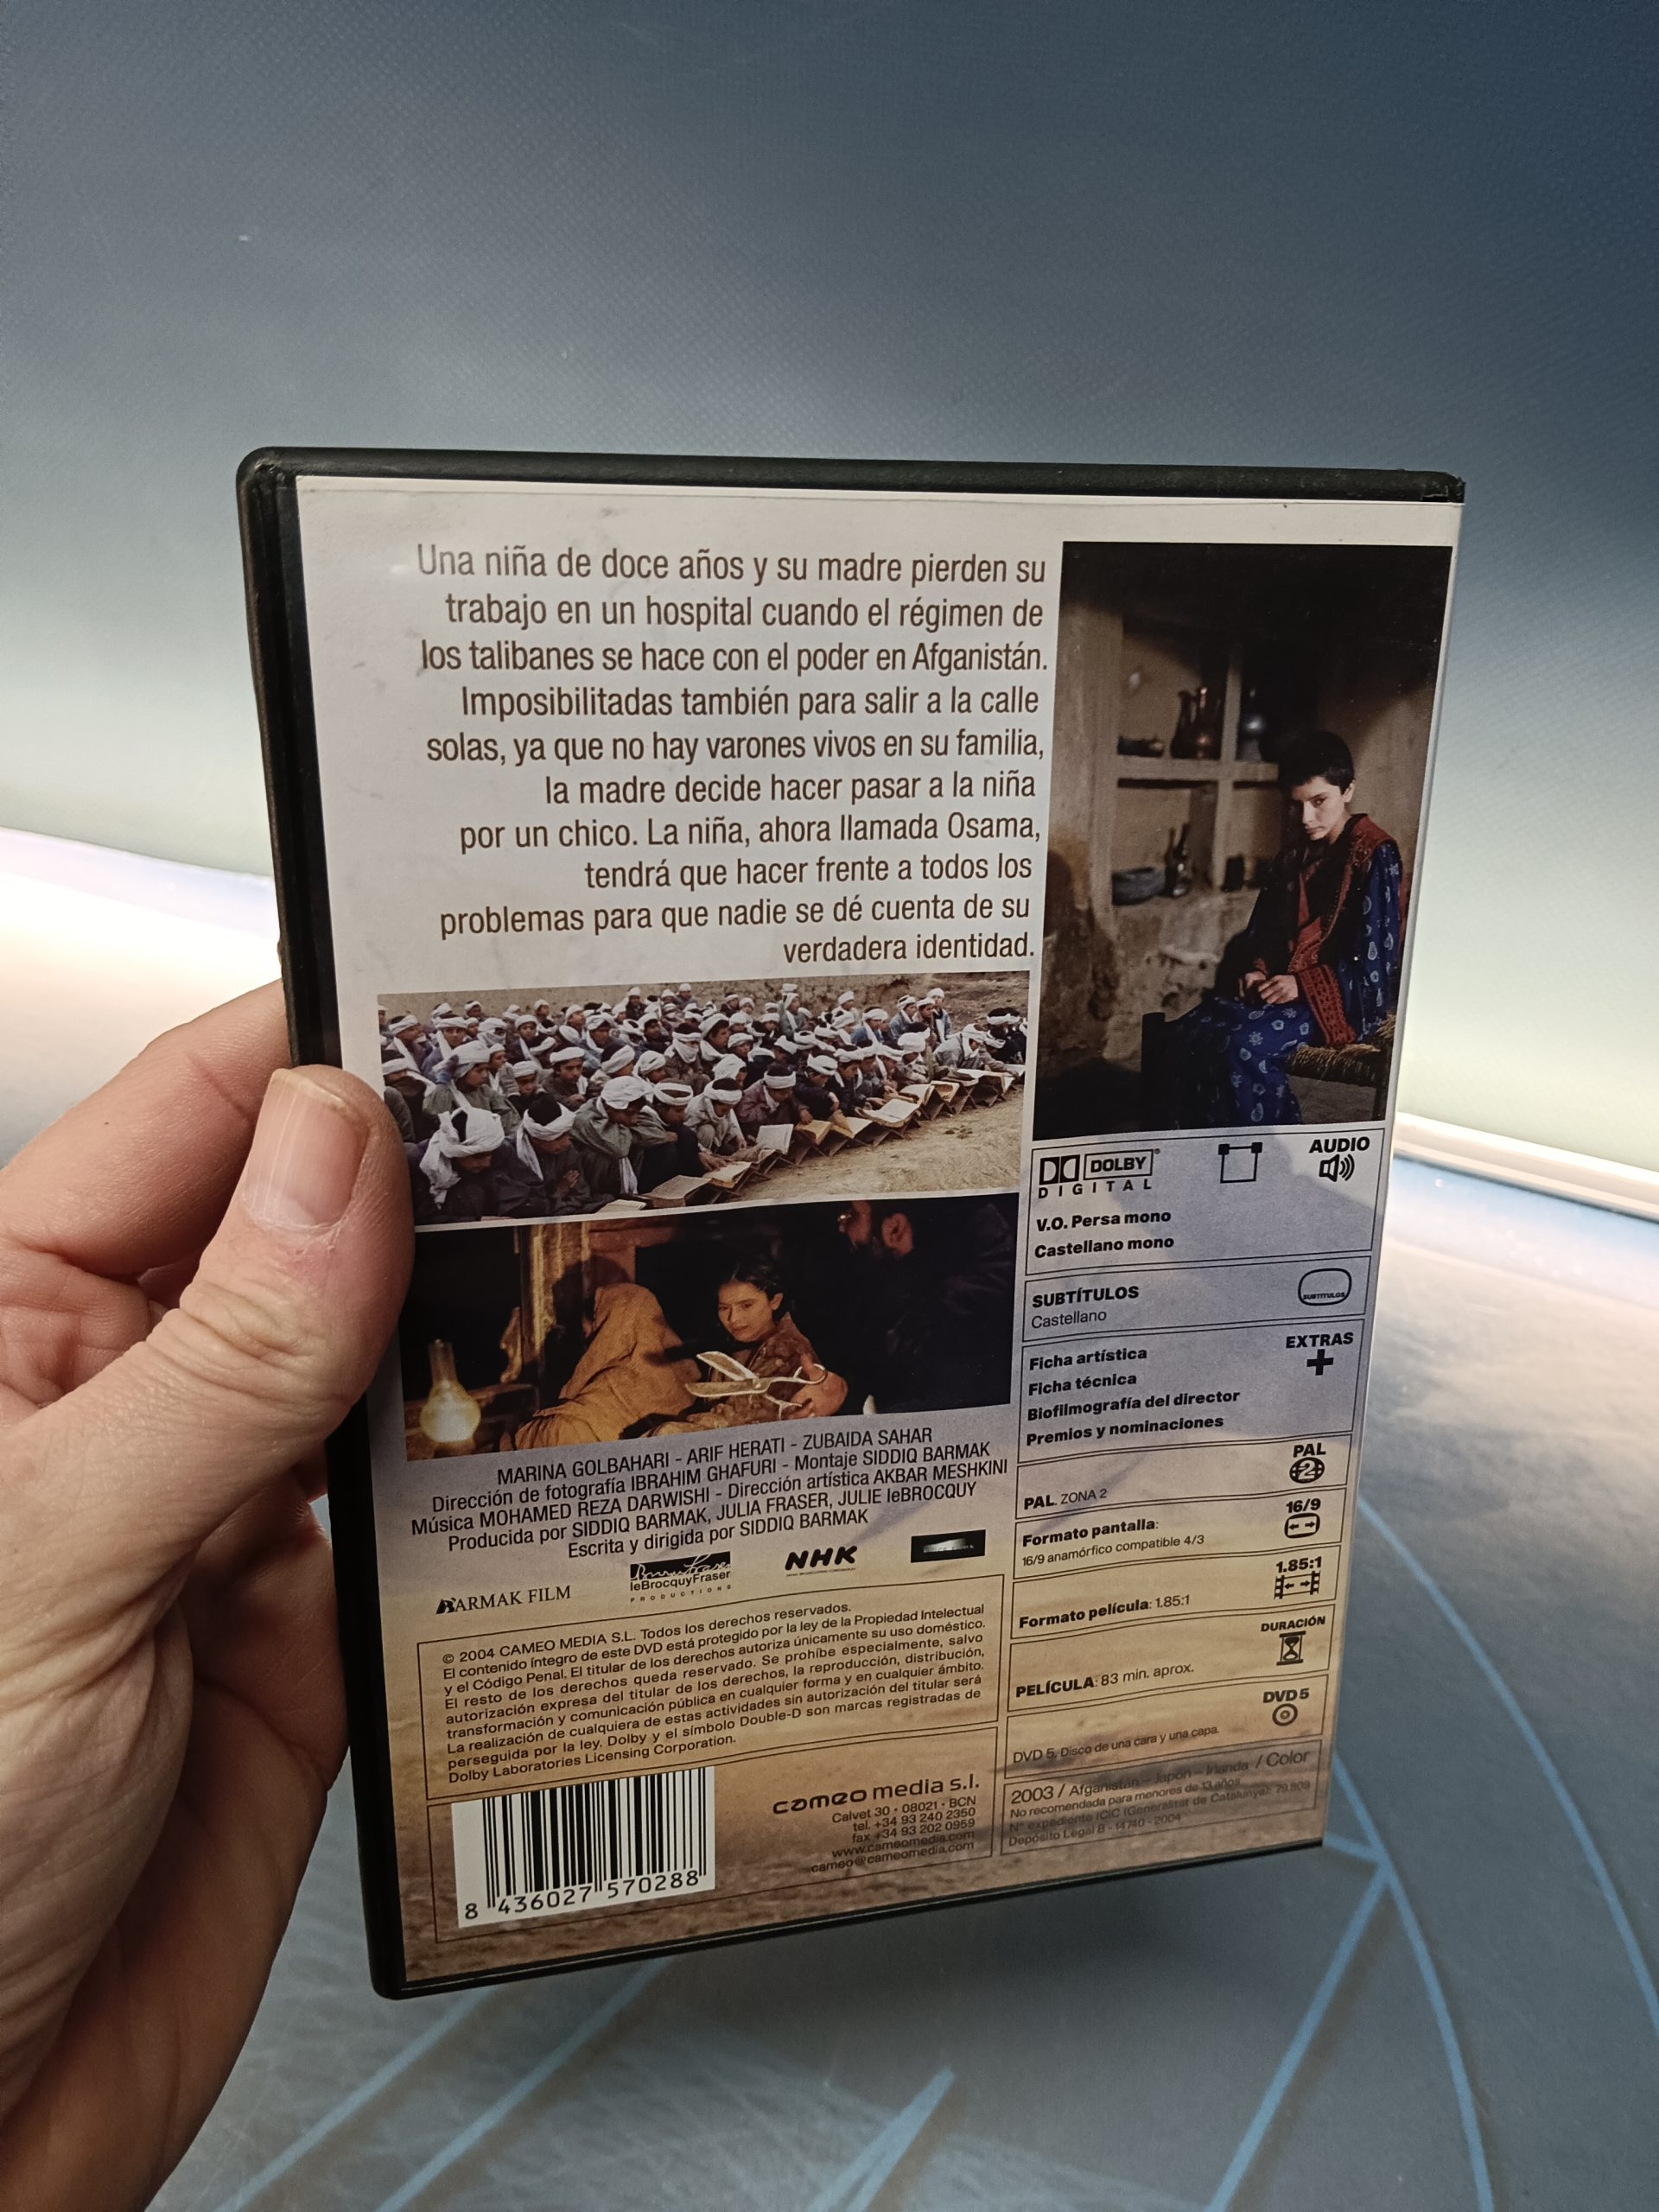 Una niña de doce años y su madre pierden su
trabajo en un hospital cuando el régimen de
los talibanes se hace con el poder en Afganistán.
Imposibilitadas también para salir a la calle
solas, ya que no hay varones vivos en su familia,
la madre decide hacer pasar a la niña
por un chico. La niña, ahora llamada Osama,
tendrá que hacer frente a todos los
problemas para que nadie se dé cuenta de su
verdadera identidad.
MARINA GOLBAHARI - ARIF HERATI - ZUBAIDA SAHAR
Dirección de fotografía IBRAHIM GHAFURI - Montaje SIDDIQ BARMAK
Música MOHAMED REZA DARWISHI - Dirección artística AKBAR MESHKINI
Producida por SIDDIQ BARMAK, JULIA FRASER, JULIE leBROCQUY
Escrita y dirigida por SIDDIQ BARMAK
BARMAK FILM
leBrocquyFraser
PRODUCTIONS
NHK
© 2004 CAMEO MEDIA S.L. Todos los derechos reservados.
El contenido íntegro de este DVD está protegido por la ley de la Propiedad Intelectual
y el Código Penal. El titular de los derechos autoriza únicamente su uso doméstico.
El resto de los derechos queda reservado. Se prohíbe especialmente, salvo
autorización expresa del titular de los derechos, la reproducción, distribución,
transformación y comunicación pública en cualquier forma y en cualquier ámbito.
La realización de cualquiera de estas actividades sin autorización del titular será
perseguida por la ley. Dolby y el símbolo Double-D son marcas registradas de
Dolby Laboratories Licensing Corporation.
8 436027 570288
cameo media s.l.
Calvet 30 · 08021 · BCN
tel. +34 93 240 2350
fax +34 93 202 0959
www.cameomedia.com
cameo@cameomedia.com
DOLBY
DIGITAL
AUDIO
V.O. Persa mono
Castellano mono
SUBTÍTULOS
SUBTITULOS
Castellano
EXTRAS
Ficha artística
Ficha técnica
Biofilmografía del director
Premios y nominaciones
PAL
2
PAL. ZONA 2
16/9
Formato pantalla:
16/9 anamórfico compatible 4/3
1.85:1
Formato película: 1.85:1
DURACIÓN
PELÍCULA: 83 min. aprox.
DVD 5
DVD 5. Disco de una cara y una capa.
2003 / Afganistán - Japón - Irlanda / Color
No recomendada para menores de 13 años
Nº expediente ICIC (Generalitat de Catalunya): 79.809
Depósito Legal B - 14740 - 2004